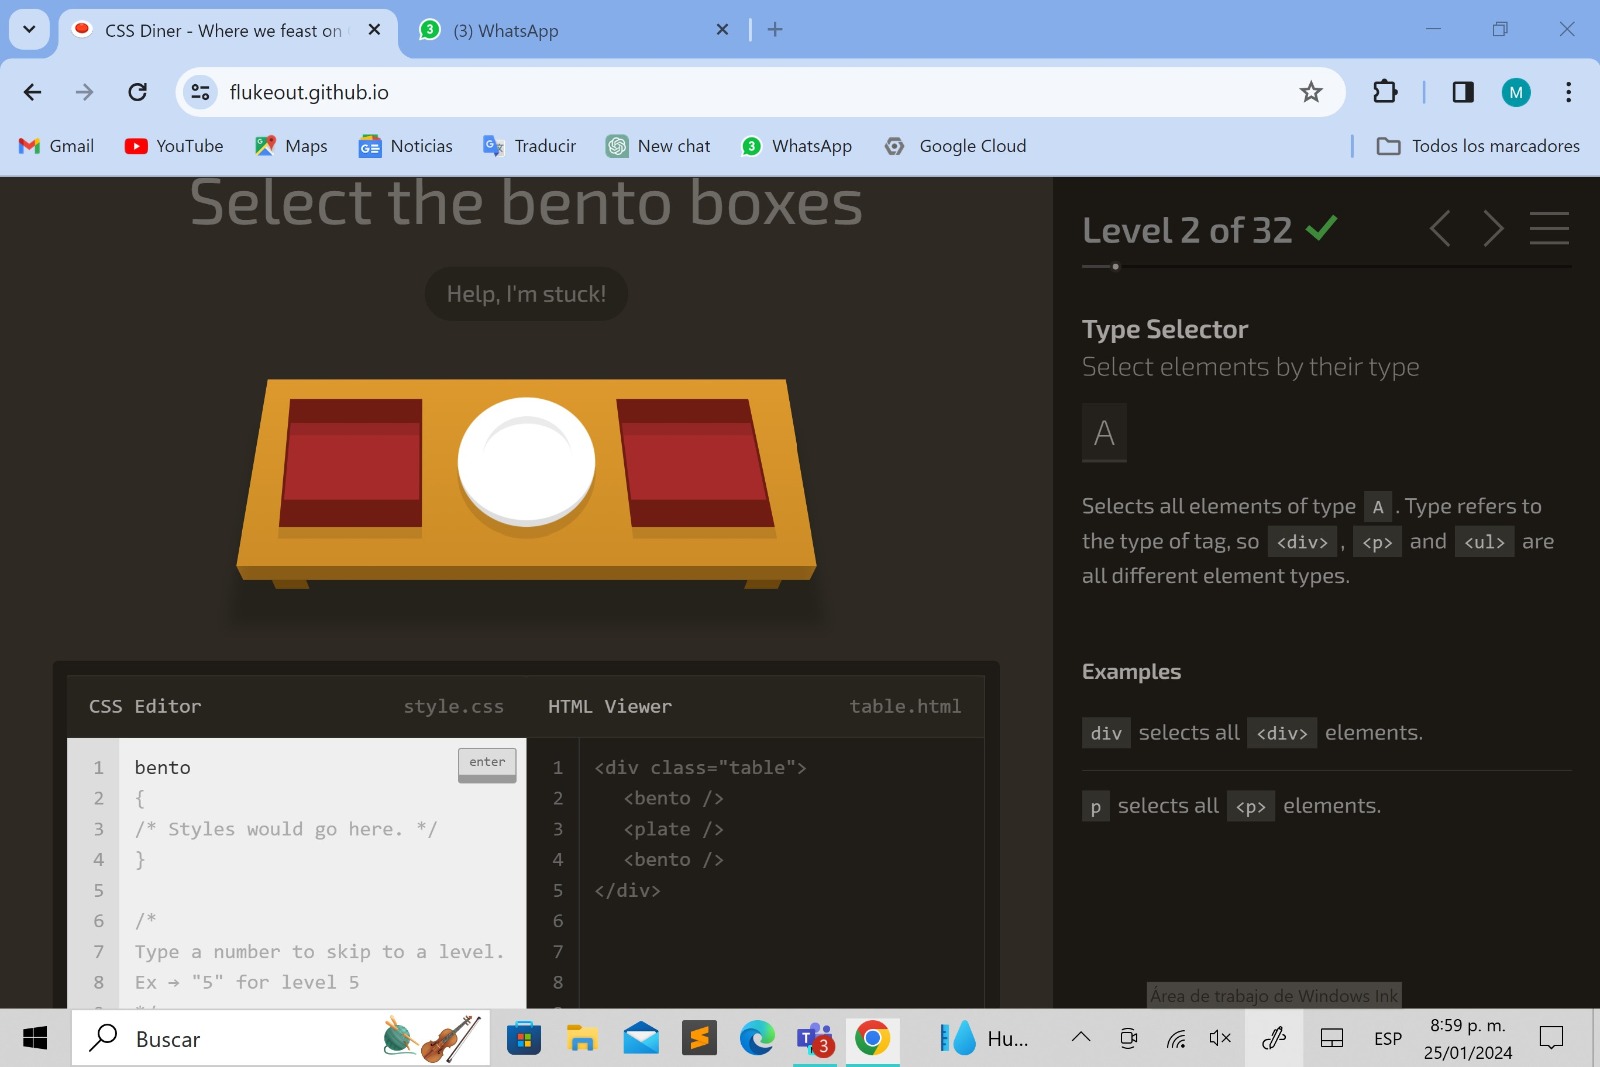 CSS Diner - Where we feast on
(3) WhatsApp
flukeout.github.io
M
Gmail
YouTube
Maps
Noticias
Traducir
New chat
3
WhatsApp
Google Cloud
Todos los marcadores
Select the bento boxes
Help, I'm stuck!
Level 2 of 32
Type Selector
Select elements by their type
A
Selects all elements of type A . Type refers to
the type of tag, so <div> , <p> and <ul> are
all different element types.
Examples
div selects all <div> elements.
p selects all <p> elements.
CSS Editor
style.css
HTML Viewer
table.html
enter
1 bento
2 {
3 /* Styles would go here. */
4 }
5
6 /*
7 Type a number to skip to a level.
8 Ex → "5" for level 5
1 <div class="table">
2 <bento />
3 <plate />
4 <bento />
5 </div>
6
7
8
Área de trabajo de Windows Ink
Buscar
3
Hu...
ESP
8:59 p. m.
25/01/2024